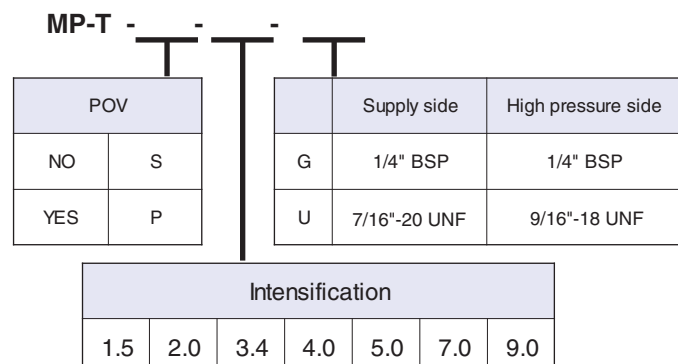 MP-T - - -
POV
NO S
YES P
Supply side High pressure side
G 1/4" BSP 1/4" BSP
U 7/16"-20 UNF 9/16"-18 UNF
Intensification
1.5 2.0 3.4 4.0 5.0 7.0 9.0